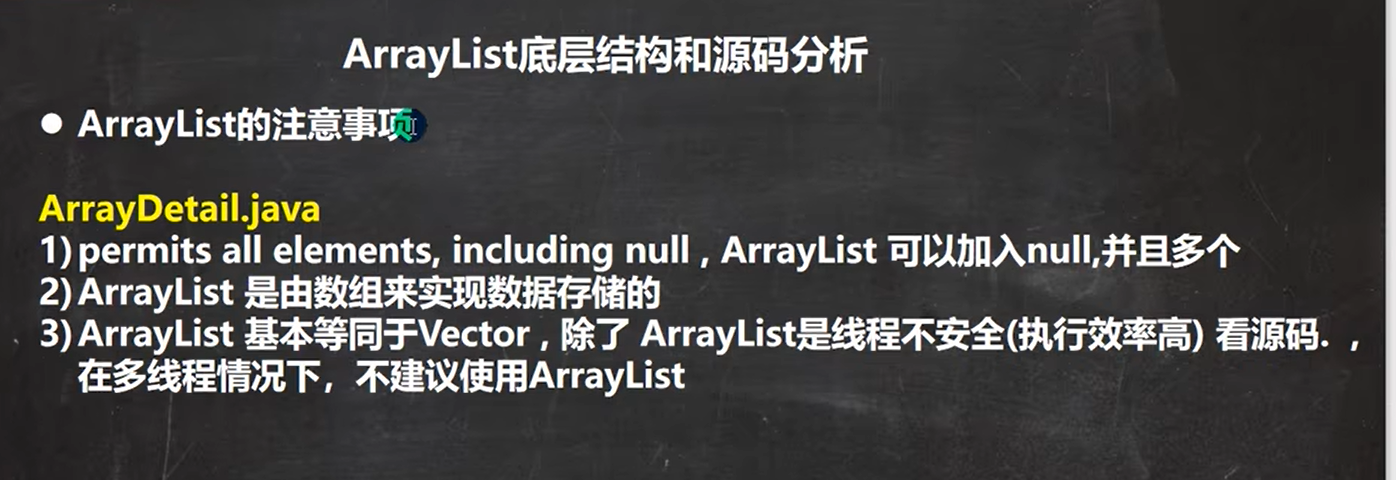 ArrayList底层结构和源码分析
● ArrayList的注意事项
ArrayDetail.java
1) permits all elements, including null , ArrayList 可以加入null,并且多个
2) ArrayList 是由数组来实现数据存储的
3) ArrayList 基本等同于Vector , 除了 ArrayList是线程不安全(执行效率高) 看源码. ，
在多线程情况下，不建议使用ArrayList